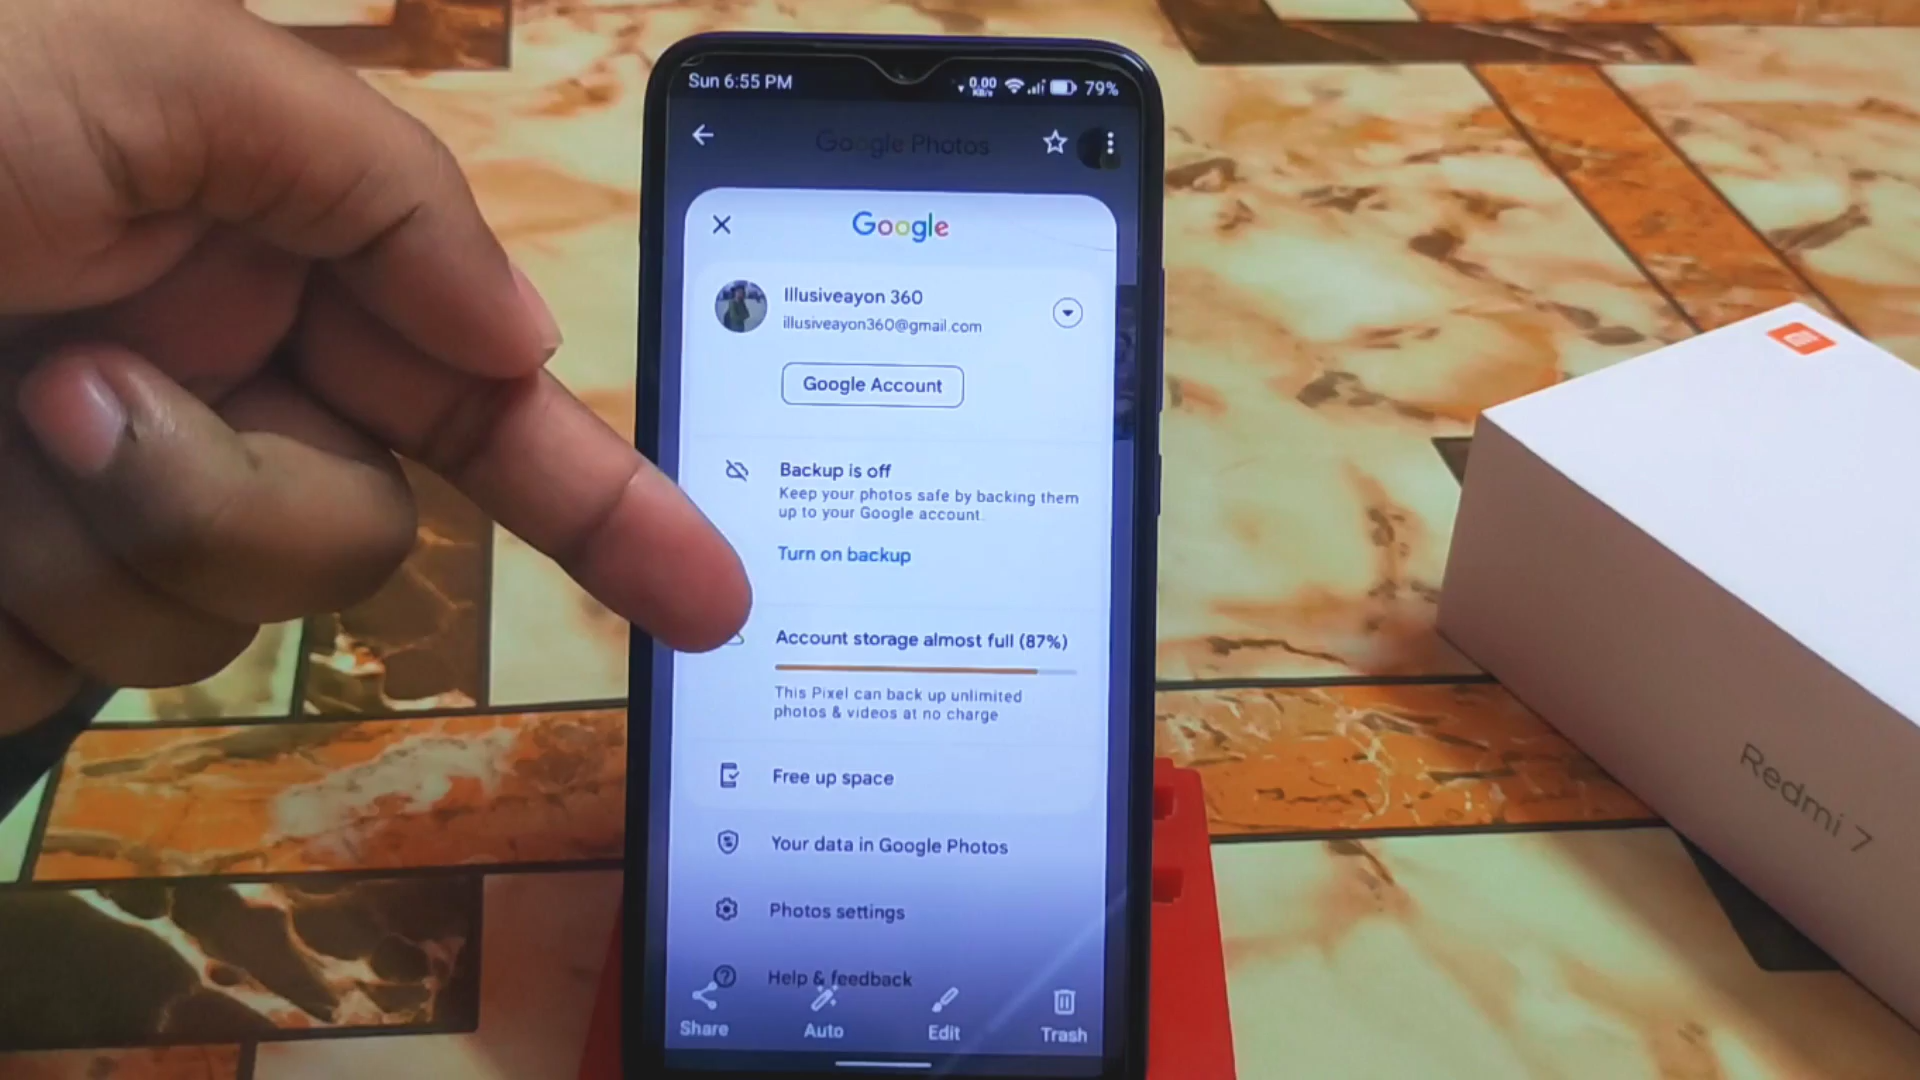 Sun 6:55 PM
0.00
KB/s
79%
Google Photos
Google
Illusiveayon 360
illusiveayon360@gmail.com
Google Account
Backup is off
Keep your photos safe by backing them
up to your Google account.
Turn on backup
Account storage almost full (87%)
This Pixel can back up unlimited
photos & videos at no charge
Free up space
Your data in Google Photos
Photos settings
Help & feedback
Share
Auto
Edit
Trash
Redmi 7